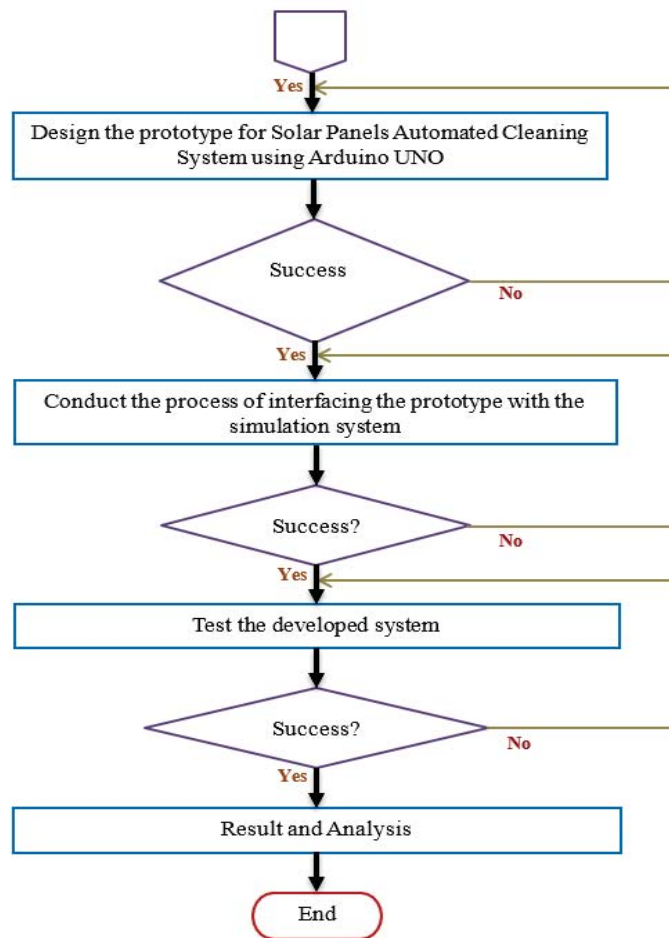 Yes
Design the prototype for Solar Panels Automated Cleaning
System using Arduino UNO
Success
No
Yes
Conduct the process of interfacing the prototype with the
simulation system
Success?
No
Yes
Test the developed system
Success?
No
Yes
Result and Analysis
End